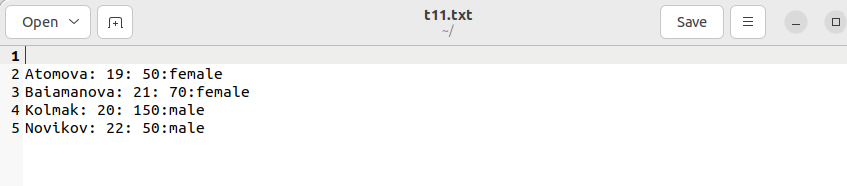 Open
t11.txt
~/
Save
1
2 Atomova: 19: 50:female
3 Baiamanova: 21: 70:female
4 Kolmak: 20: 150:male
5 Novikov: 22: 50:male